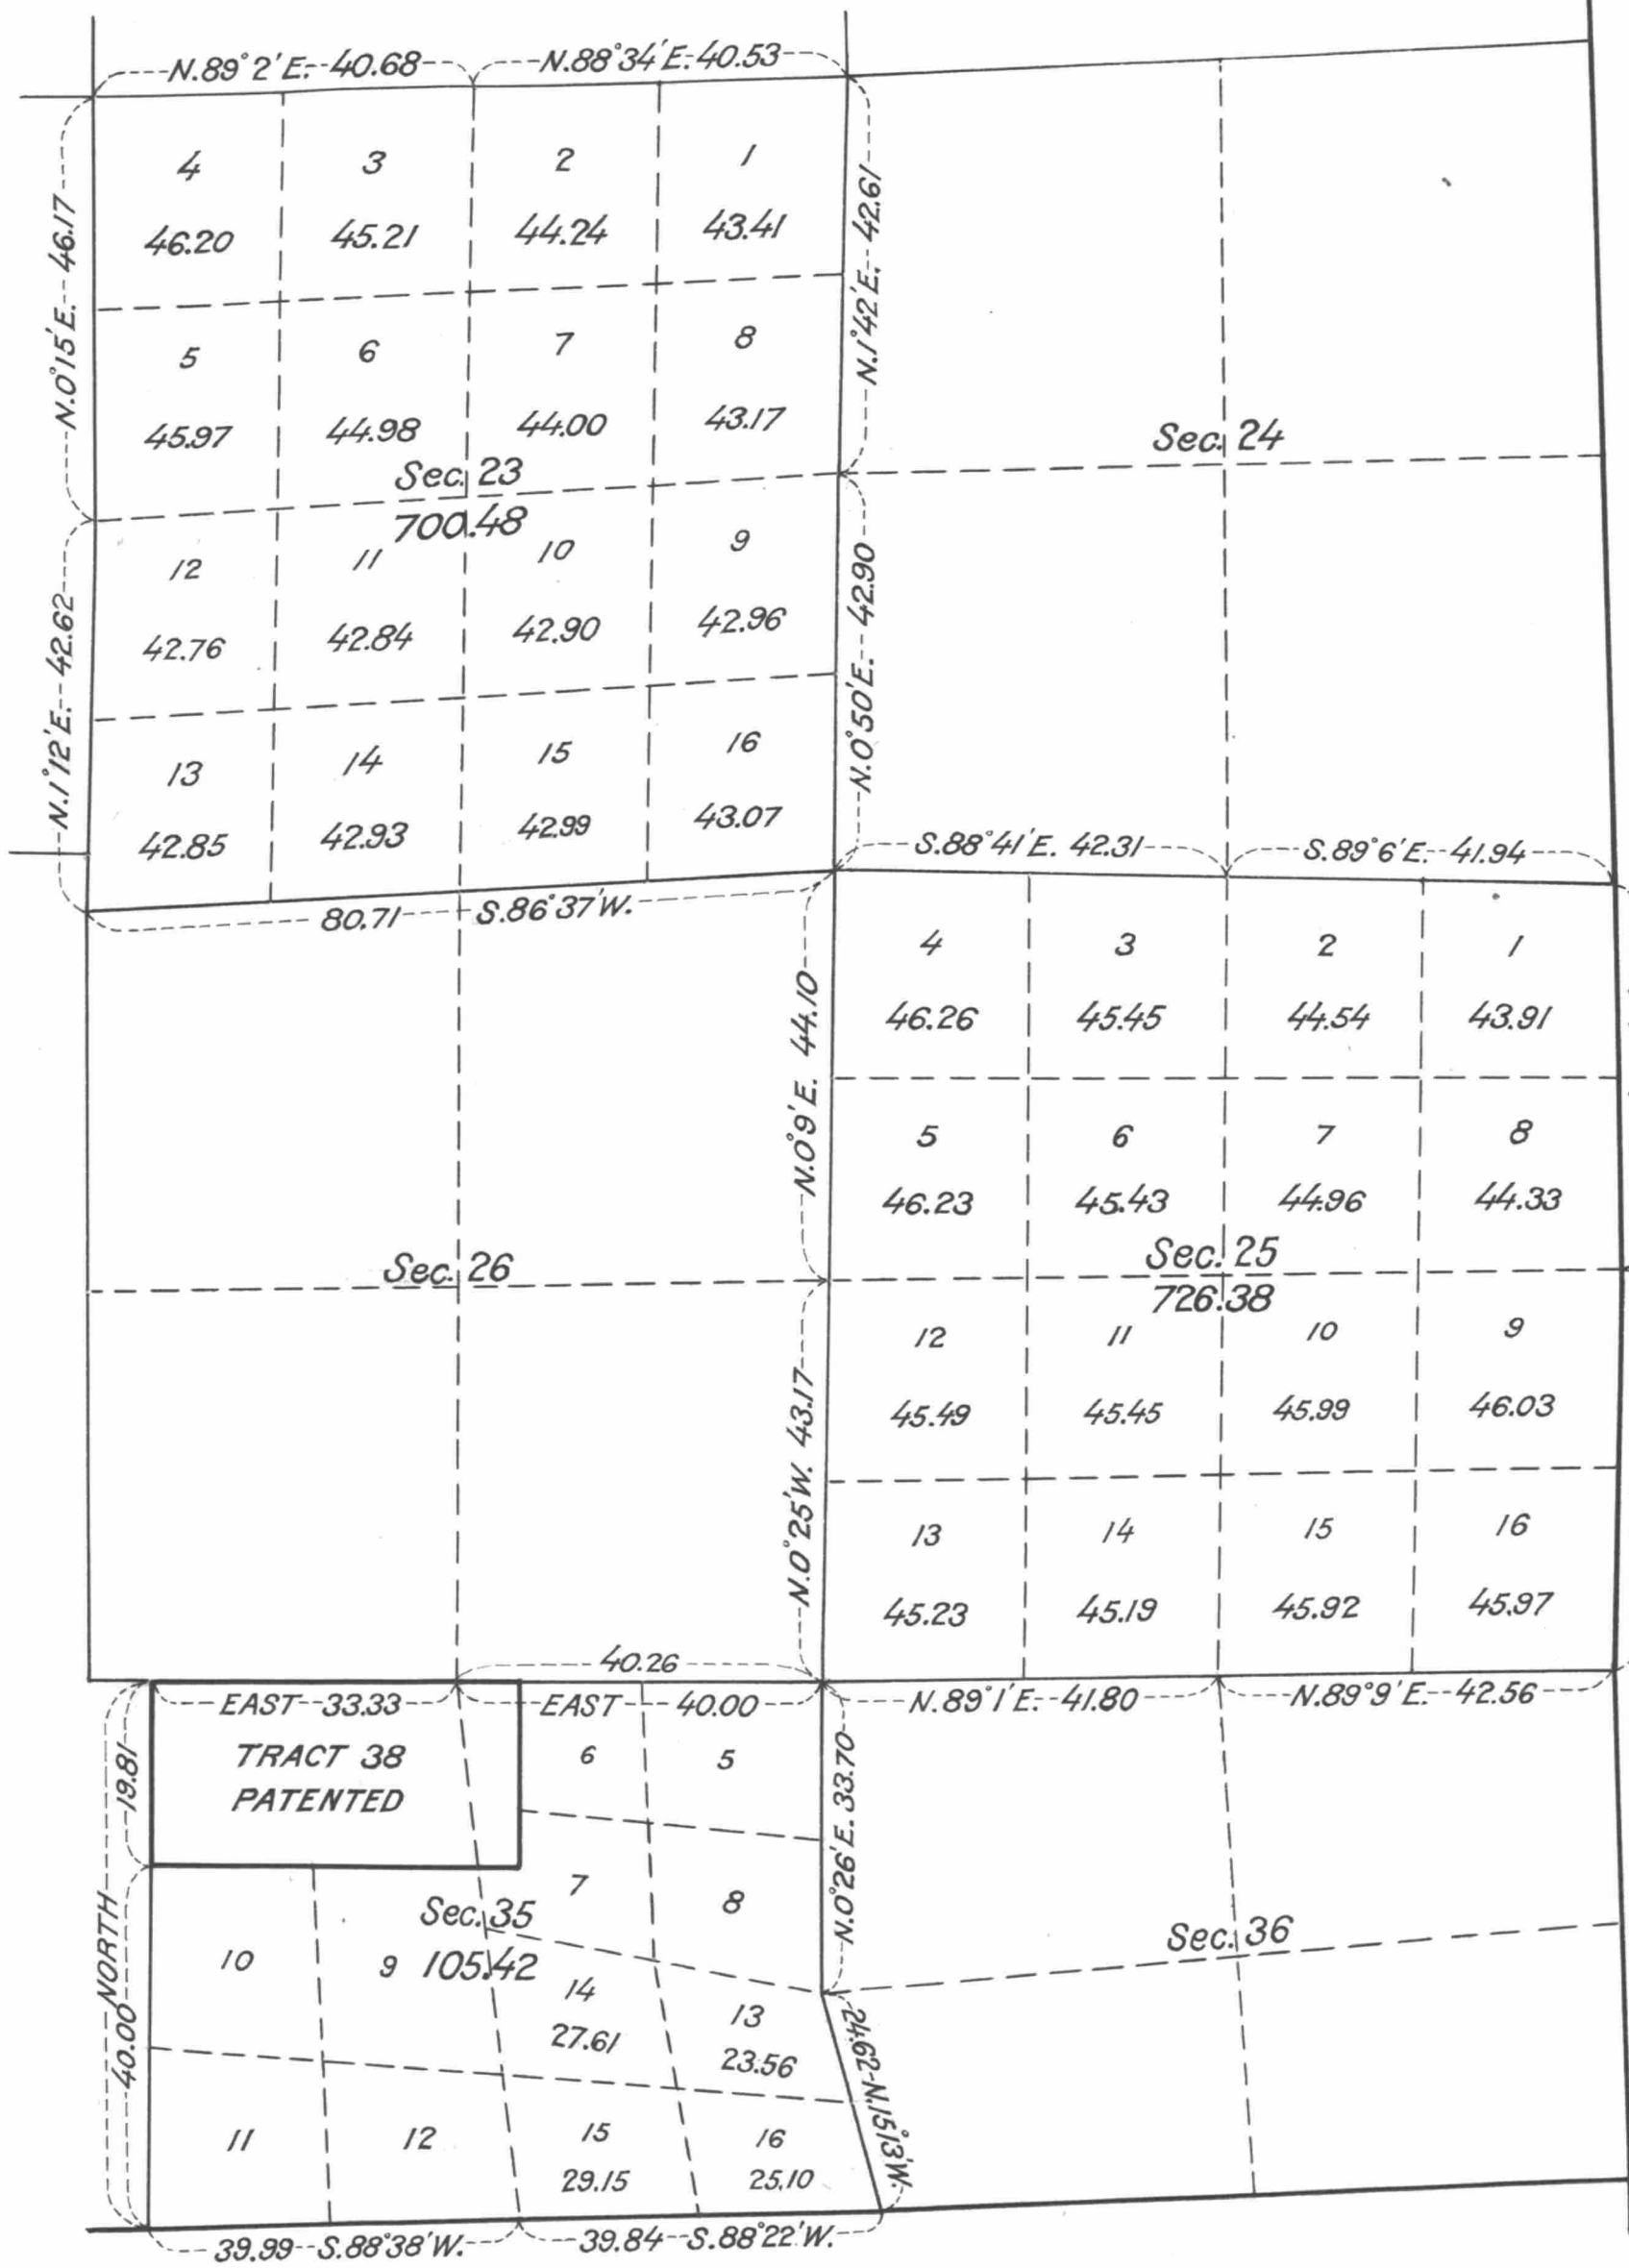 N.89°2'E. 40.68
N.88°34'E. 40.53
4 3 2 1
46.20 45.21 44.24 43.41
N.0°15'E. 46.17
N.1°42'E. 42.61
5 6 7 8
45.97 44.98 44.00 43.17
Sec. 23
700.48
Sec. 24
12 11 10 9
42.76 42.84 42.90 42.96
N.1°12'E. 42.62
N.0°50'E. 42.90
13 14 15 16
42.85 42.93 42.99 43.07
80.71 S.86°37'W.
S.88°41'E. 42.31
S.89°6'E. 41.94
4 3 2 1
46.26 45.45 44.54 43.91
N.0°9'E. 44.10
5 6 7 8
46.23 45.43 44.96 44.33
Sec. 26
Sec. 25
726.38
12 11 10 9
45.49 45.45 45.99 46.03
N.0°25'W. 43.17
13 14 15 16
45.23 45.19 45.92 45.97
40.26
EAST 33.33
EAST 40.00
N.89°1'E. 41.80
N.89°9'E. 42.56
TRACT 38
PATENTED
6 5
19.81
N.0°26'E. 33.70
7 8
Sec. 35
105.42
Sec. 36
10 9
NORTH
40.00
14 13
27.61 23.56
24.62 N.15°13'W.
11 12 15 16
29.15 25.10
39.99 S.88°38'W.
39.84 S.88°22'W.